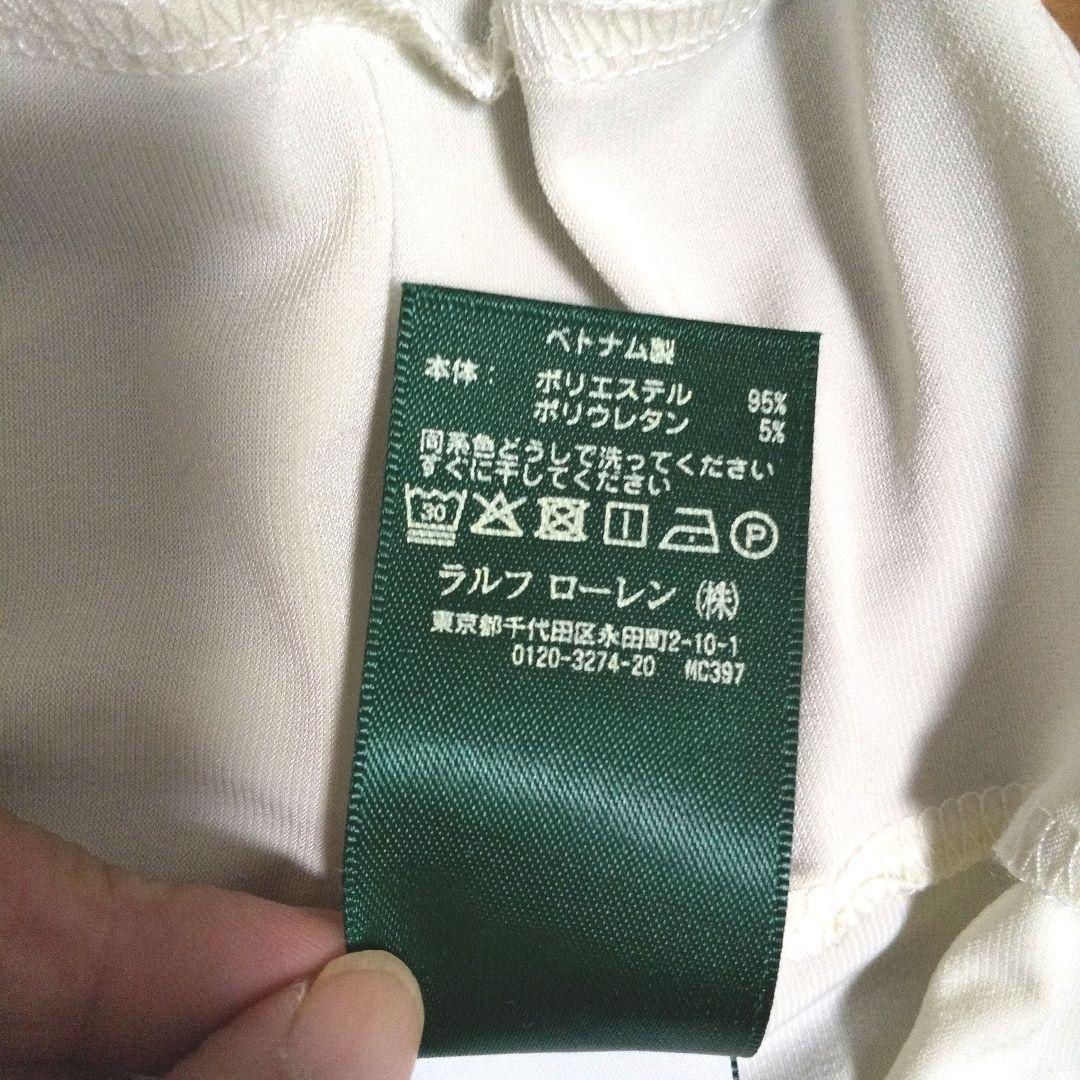 ベトナム製
本体: ポリエステル 95%
ポリウレタン 5%
同系色どうしで洗ってください
すぐに干してください
30 P
ラルフ ローレン (株)
東京都千代田区永田町2-10-1
0120-3274-20 MC397